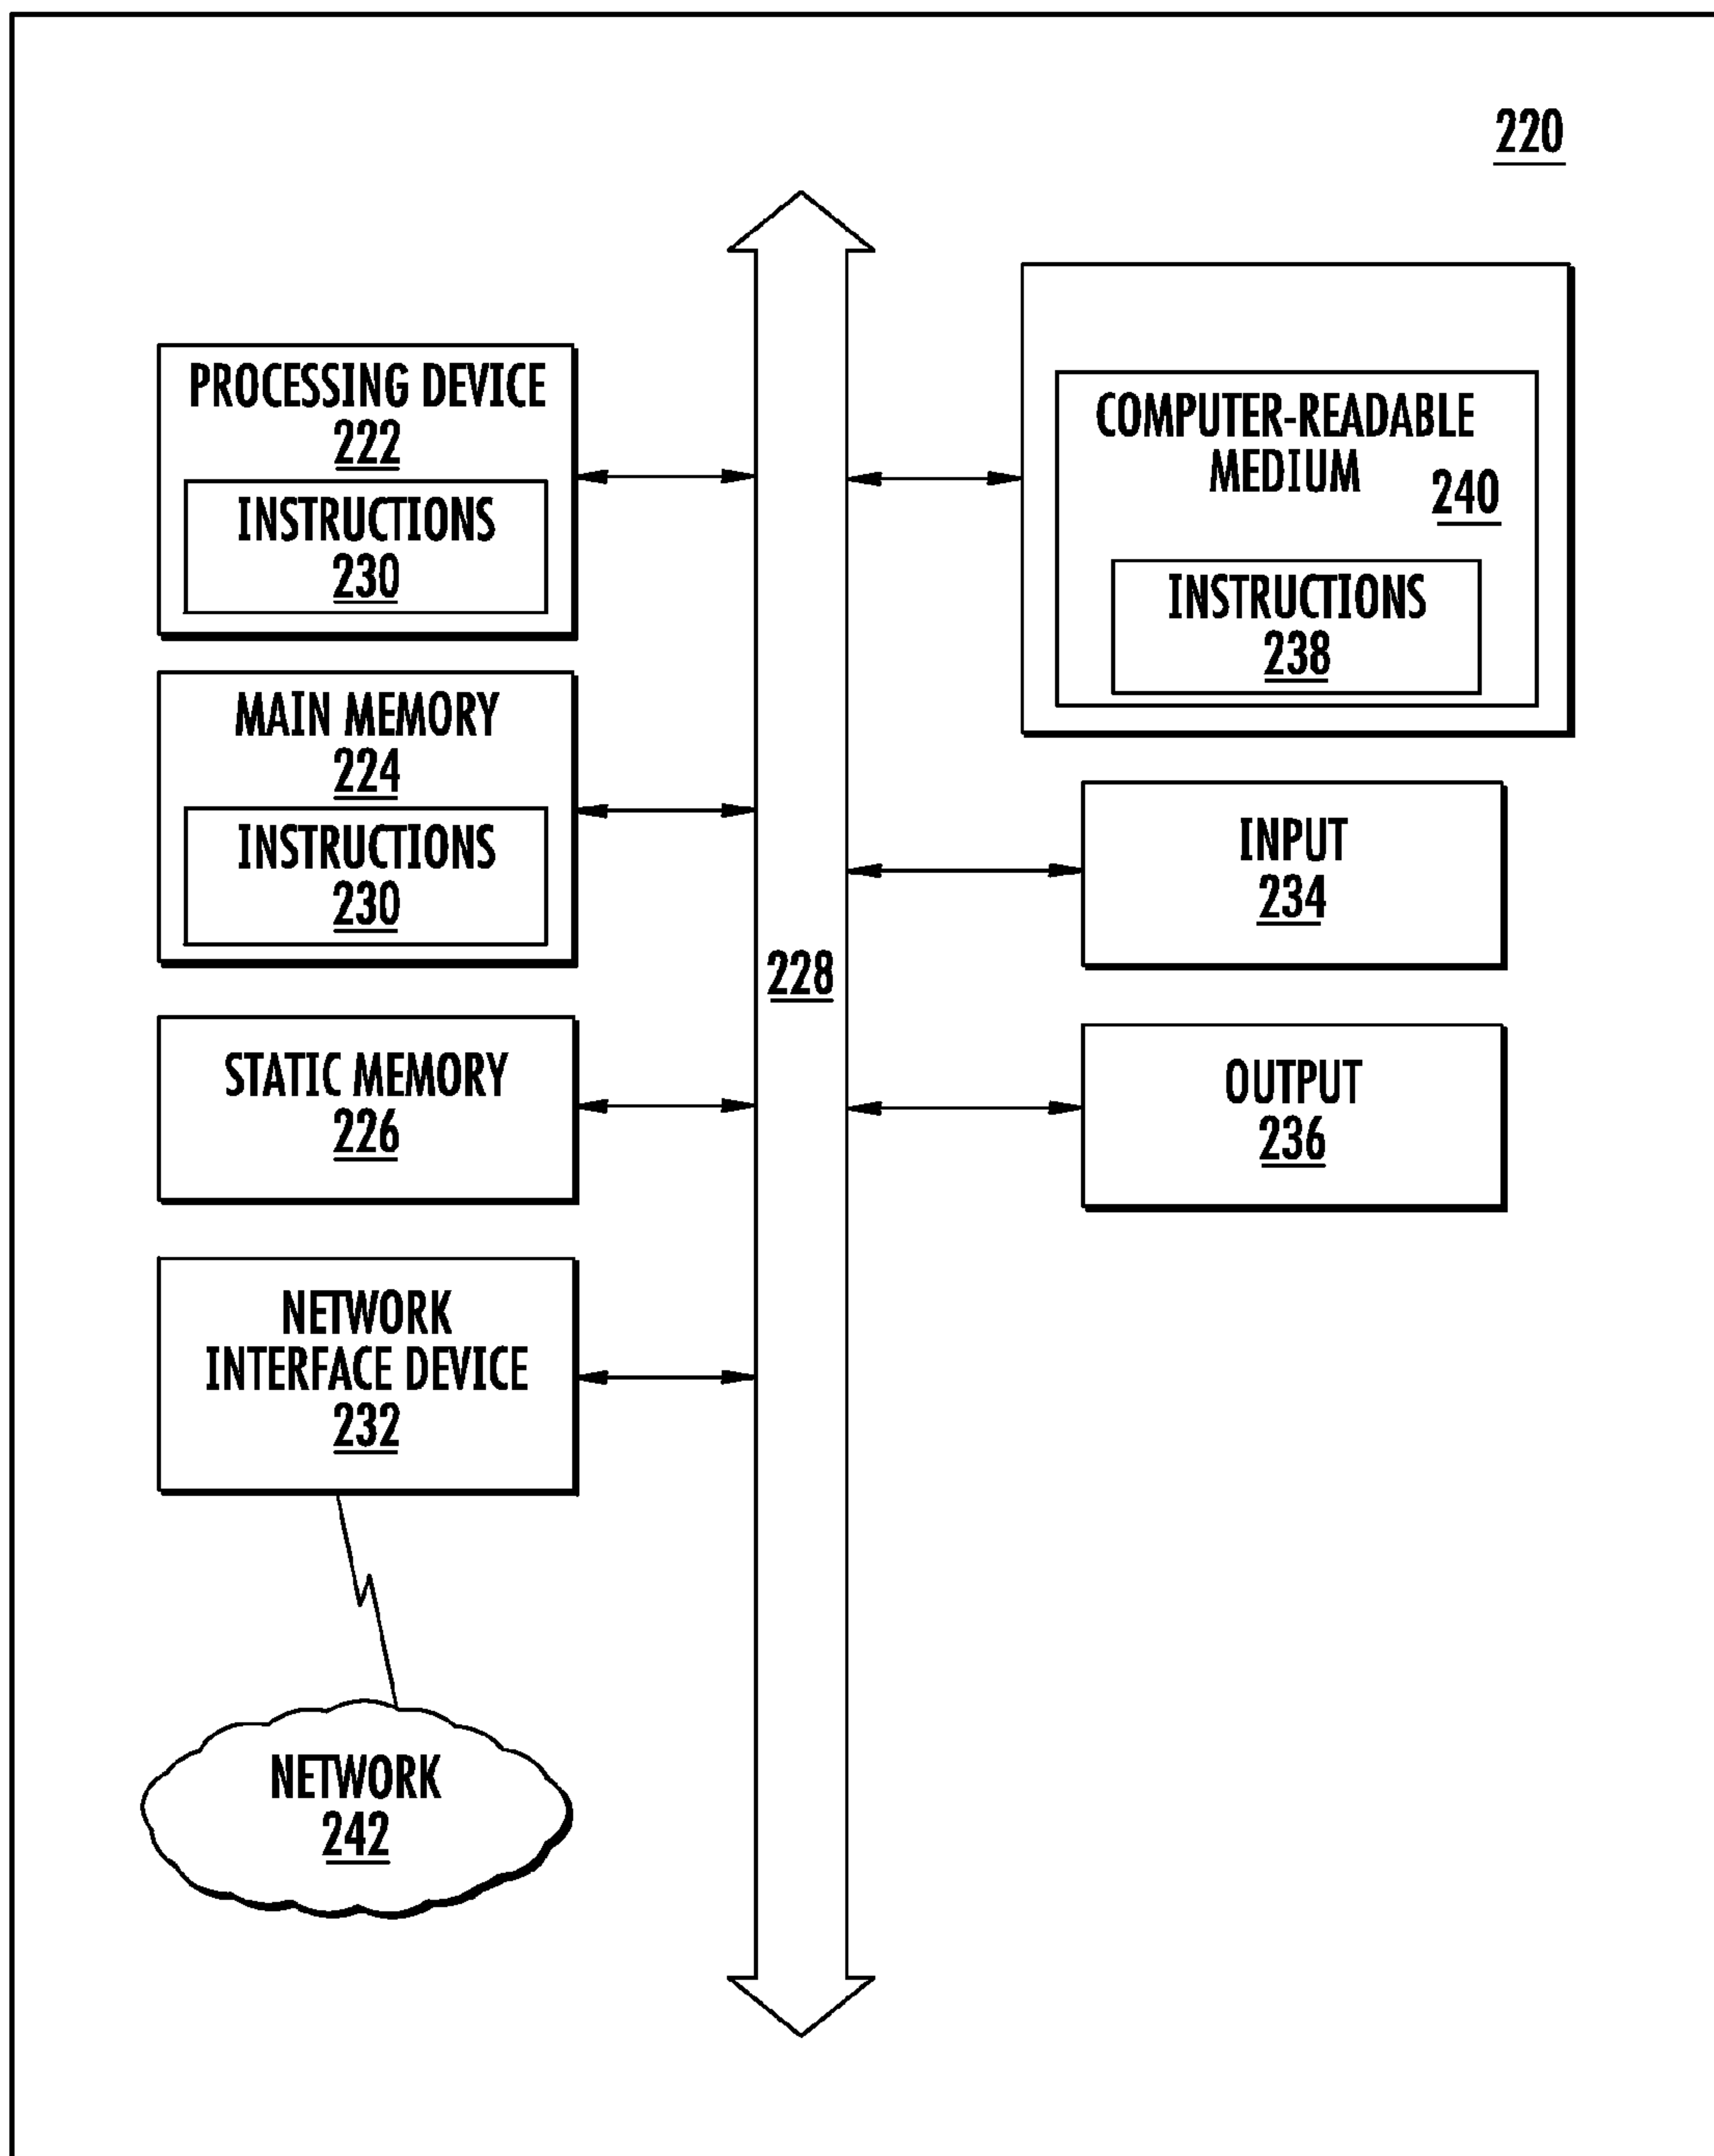 220
PROCESSING DEVICE
222
INSTRUCTIONS
230
MAIN MEMORY
224
INSTRUCTIONS
230
STATIC MEMORY
226
NETWORK
INTERFACE DEVICE
232
NETWORK
242
228
COMPUTER-READABLE
MEDIUM
240
INSTRUCTIONS
238
INPUT
234
OUTPUT
236